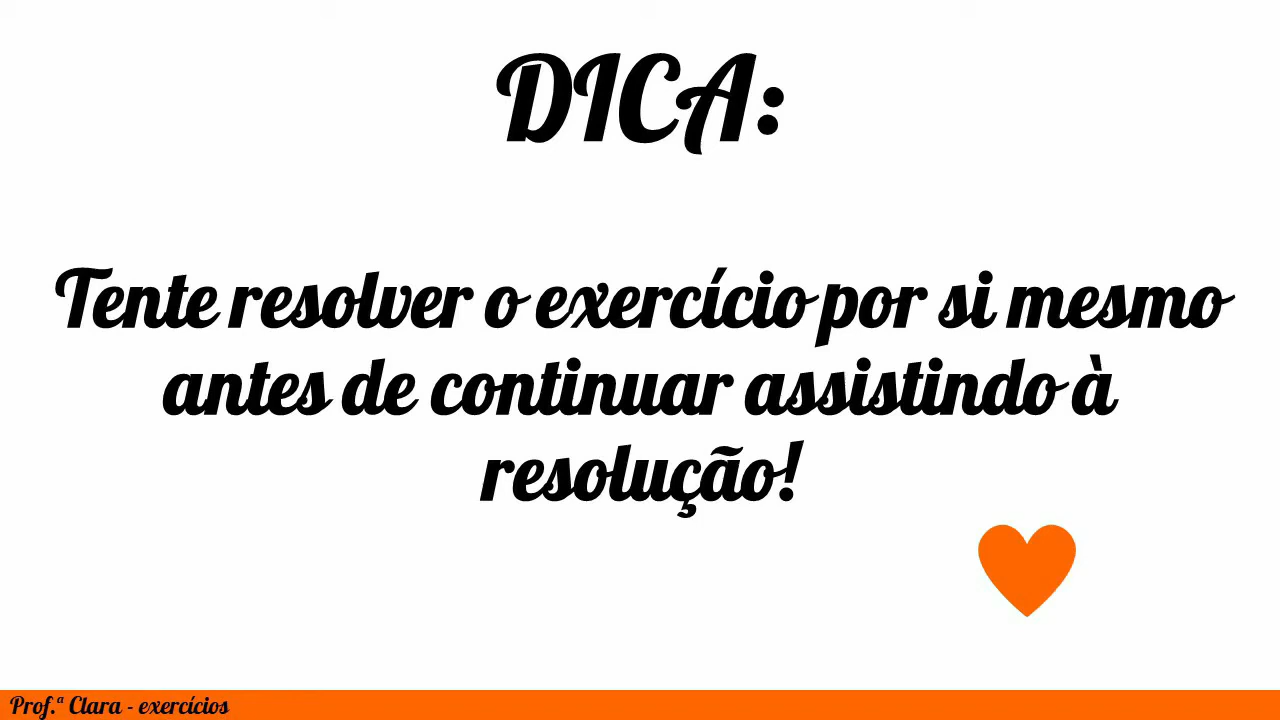 DICA:
Tente resolver o exercício por si mesmo
antes de continuar assistindo à
resolução!
Prof.ª Clara - exercícios